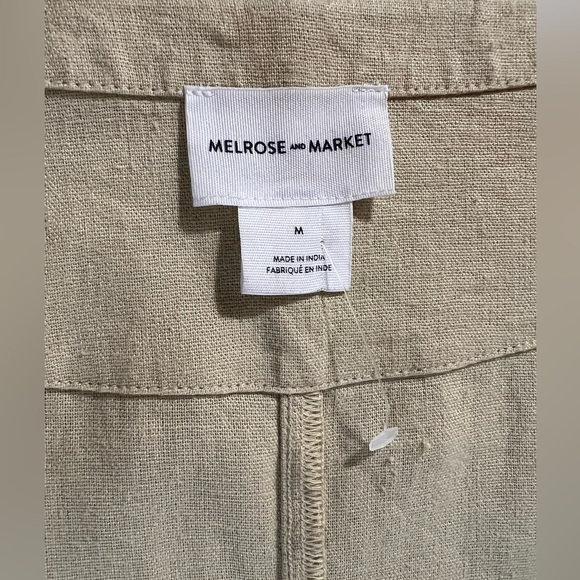 MELROSE AND MARKET
M
MADE IN INDIA
FABRIQUÉ EN INDE